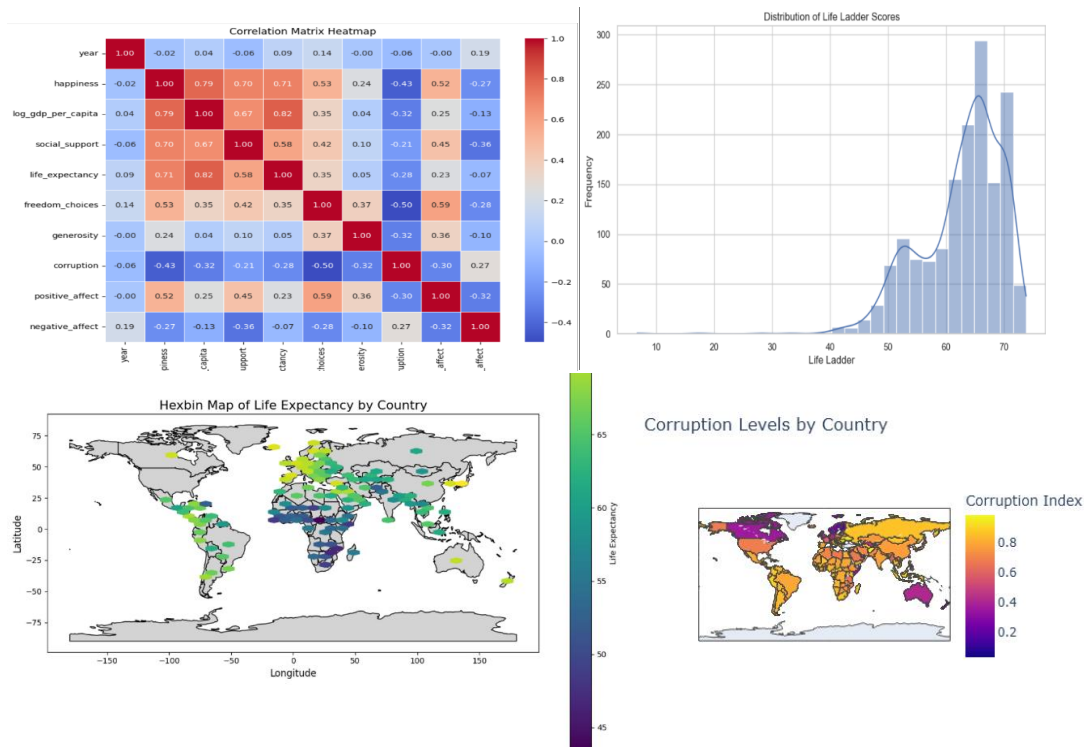 Correlation Matrix Heatmap
year 1.00 -0.02 0.04 -0.06 0.09 0.14 -0.00 -0.06 -0.00 0.19
happiness -0.02 1.00 0.79 0.70 0.71 0.53 0.24 -0.43 0.52 -0.27
log_gdp_per_capita 0.04 0.79 1.00 0.67 0.82 0.35 0.04 -0.32 0.25 -0.13
social_support -0.06 0.70 0.67 1.00 0.58 0.42 0.10 -0.21 0.45 -0.36
life_expectancy 0.09 0.71 0.82 0.58 1.00 0.35 0.05 -0.28 0.23 -0.07
freedom_choices 0.14 0.53 0.35 0.42 0.35 1.00 0.37 -0.50 0.59 -0.28
generosity -0.00 0.24 0.04 0.10 0.05 0.37 1.00 -0.32 0.36 -0.10
corruption -0.06 -0.43 -0.32 -0.21 -0.28 -0.50 -0.32 1.00 -0.30 0.27
positive_affect -0.00 0.52 0.25 0.45 0.23 0.59 0.36 -0.30 1.00 -0.32
negative_affect 0.19 -0.27 -0.13 -0.36 -0.07 -0.28 -0.10 0.27 -0.32 1.00
year piness _capita upport ctancy hoices erosity ruption _affect _affect
1.0
0.8
0.6
0.4
0.2
0.0
−0.2
−0.4
Distribution of Life Ladder Scores
Frequency
300
250
200
150
100
50
0
10 20 30 40 50 60 70
Life Ladder
Hexbin Map of Life Expectancy by Country
Latitude
75
50
25
0
−25
−50
−75
−150 −100 −50 0 50 100 150
Longitude
65
60
55
50
45
Life Expectancy
Corruption Levels by Country
Corruption Index
0.8
0.6
0.4
0.2